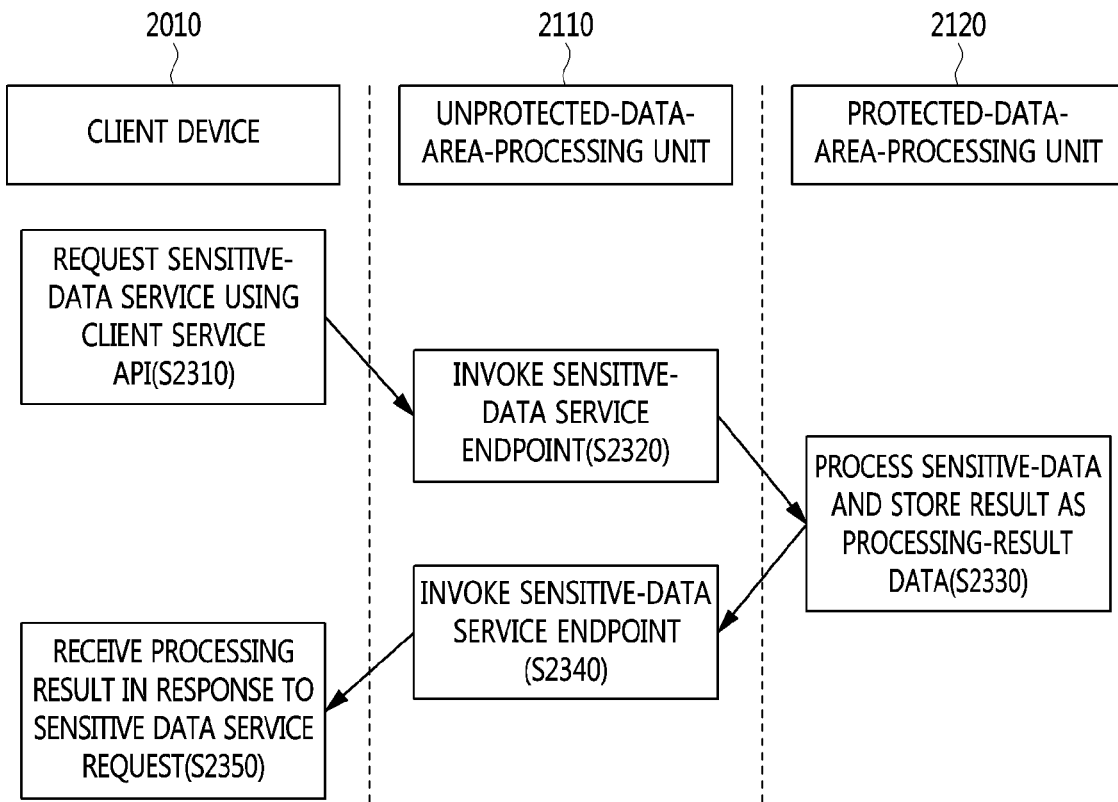 2010
2110
2120
CLIENT DEVICE
UNPROTECTED-DATA-
AREA-PROCESSING UNIT
PROTECTED-DATA-
AREA-PROCESSING UNIT
REQUEST SENSITIVE-
DATA SERVICE USING
CLIENT SERVICE
API(S2310)
INVOKE SENSITIVE-
DATA SERVICE
ENDPOINT(S2320)
PROCESS SENSITIVE-DATA
AND STORE RESULT AS
PROCESSING-RESULT
DATA(S2330)
INVOKE SENSITIVE-DATA
SERVICE ENDPOINT
(S2340)
RECEIVE PROCESSING
RESULT IN RESPONSE TO
SENSITIVE DATA SERVICE
REQUEST(S2350)